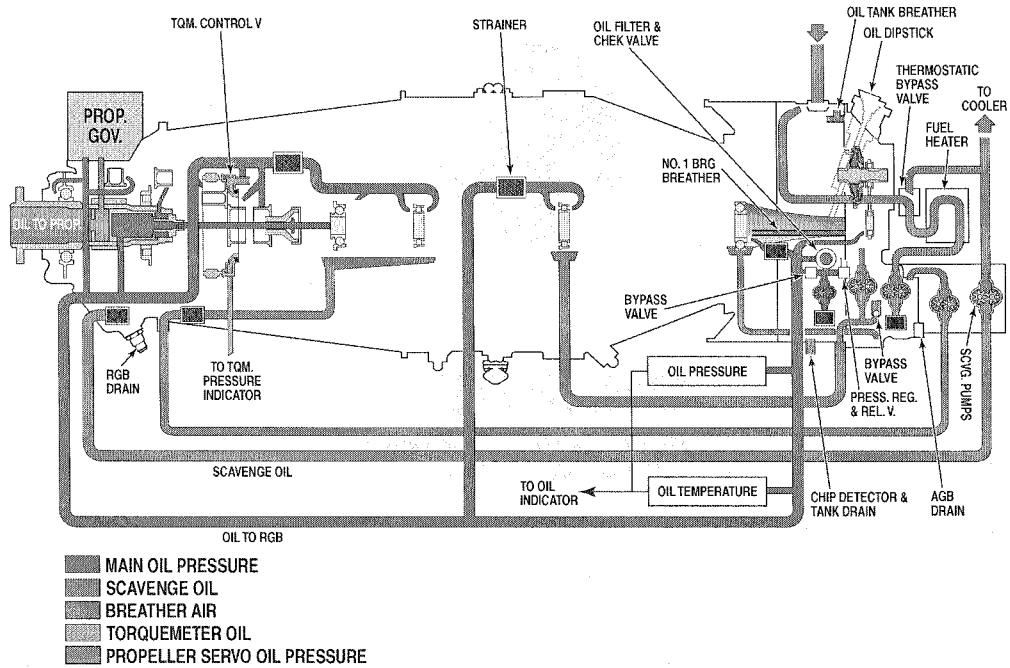 TQM. CONTROL V
STRAINER
OIL FILTER &
CHEK VALVE
OIL TANK BREATHER
OIL DIPSTICK
THERMOSTATIC
BYPASS
VALVE
TO
COOLER
FUEL
HEATER
PROP.
GOV.
NO. 1 BRG
BREATHER
OIL TO PROP.
BYPASS
VALVE
RGB
DRAIN
TO TQM.
PRESSURE
INDICATOR
OIL PRESSURE
BYPASS
VALVE
PRESS. REG.
& REL. V.
SCVG. PUMPS
SCAVENGE OIL
TO OIL
INDICATOR
OIL TEMPERATURE
CHIP DETECTOR &
TANK DRAIN
AGB
DRAIN
OIL TO RGB
MAIN OIL PRESSURE
SCAVENGE OIL
BREATHER AIR
TORQUEMETER OIL
PROPELLER SERVO OIL PRESSURE